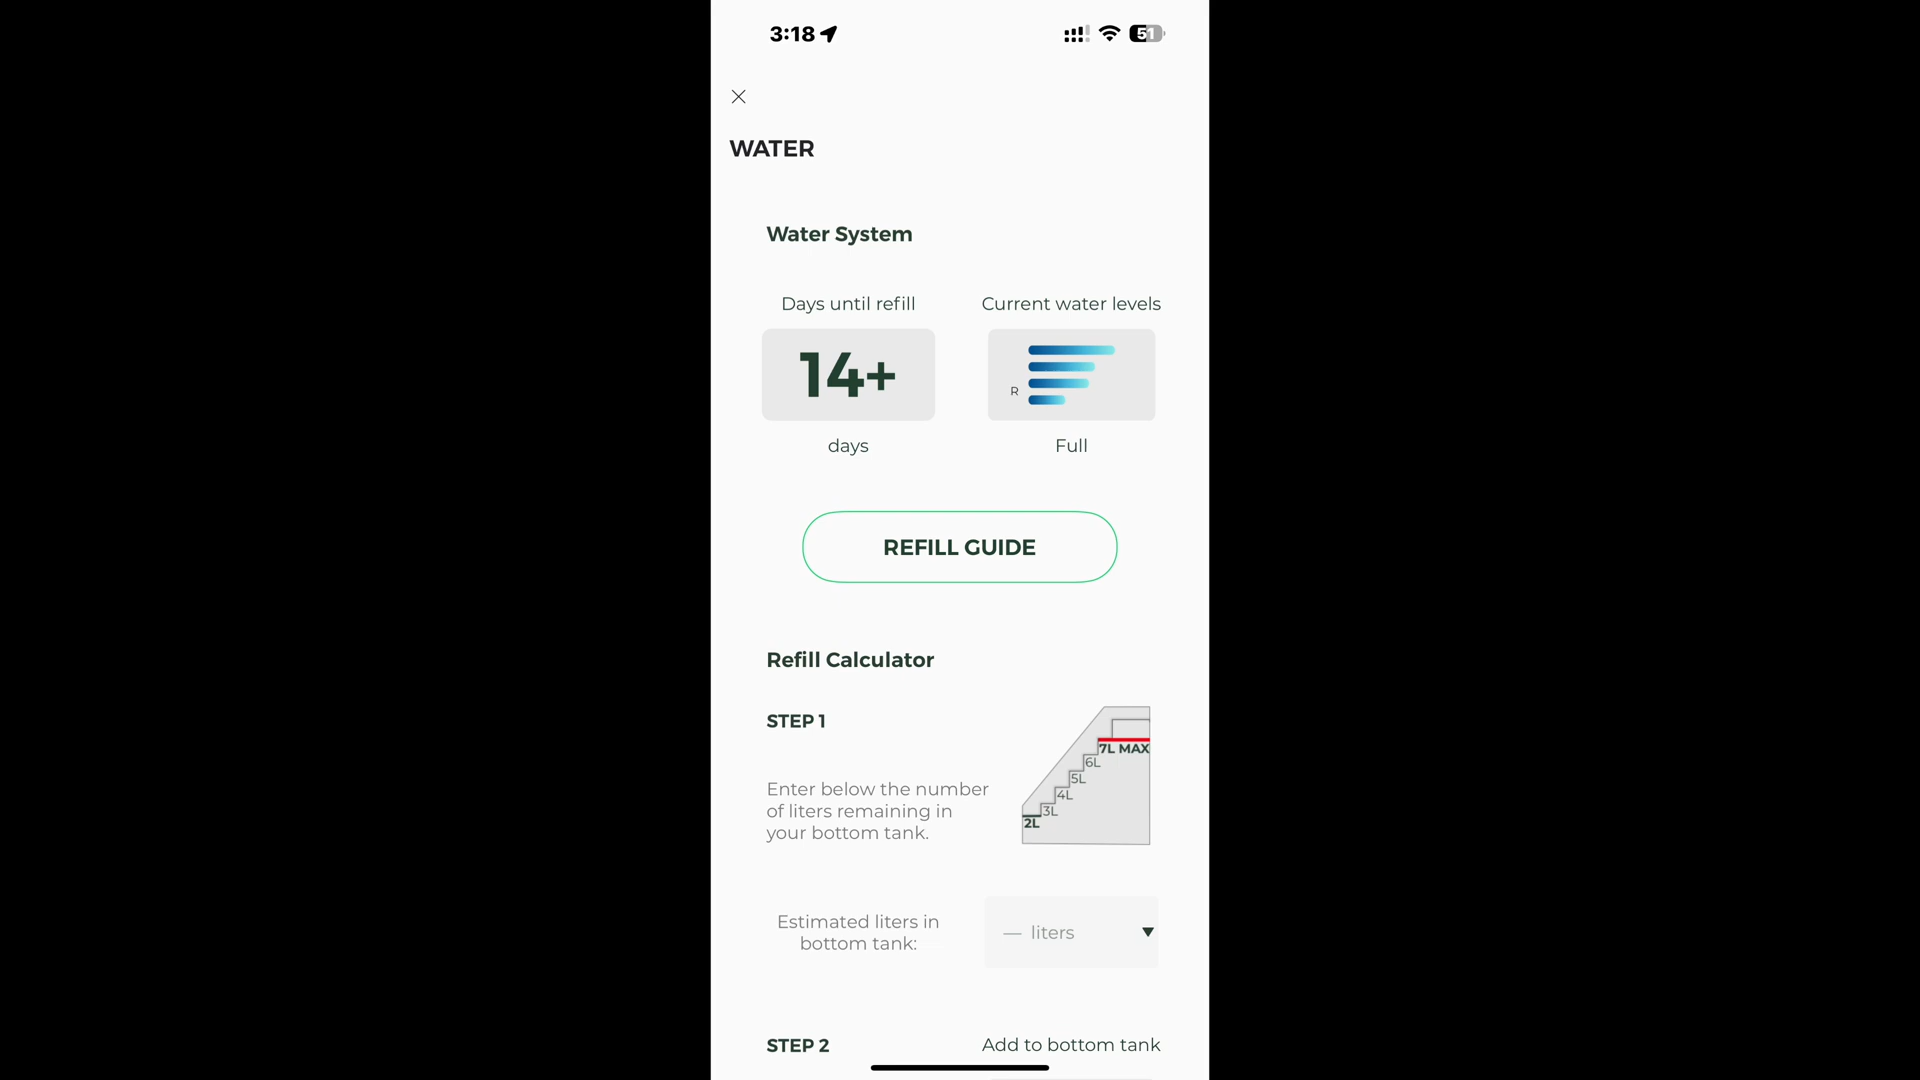 3:18
51
WATER
Water System
Days until refill
14+
days
Current water levels
R
Full
REFILL GUIDE
Refill Calculator
STEP 1
Enter below the number
of liters remaining in
your bottom tank.
7L MAX
6L
5L
4L
3L
2L
Estimated liters in
bottom tank:
— liters
STEP 2
Add to bottom tank